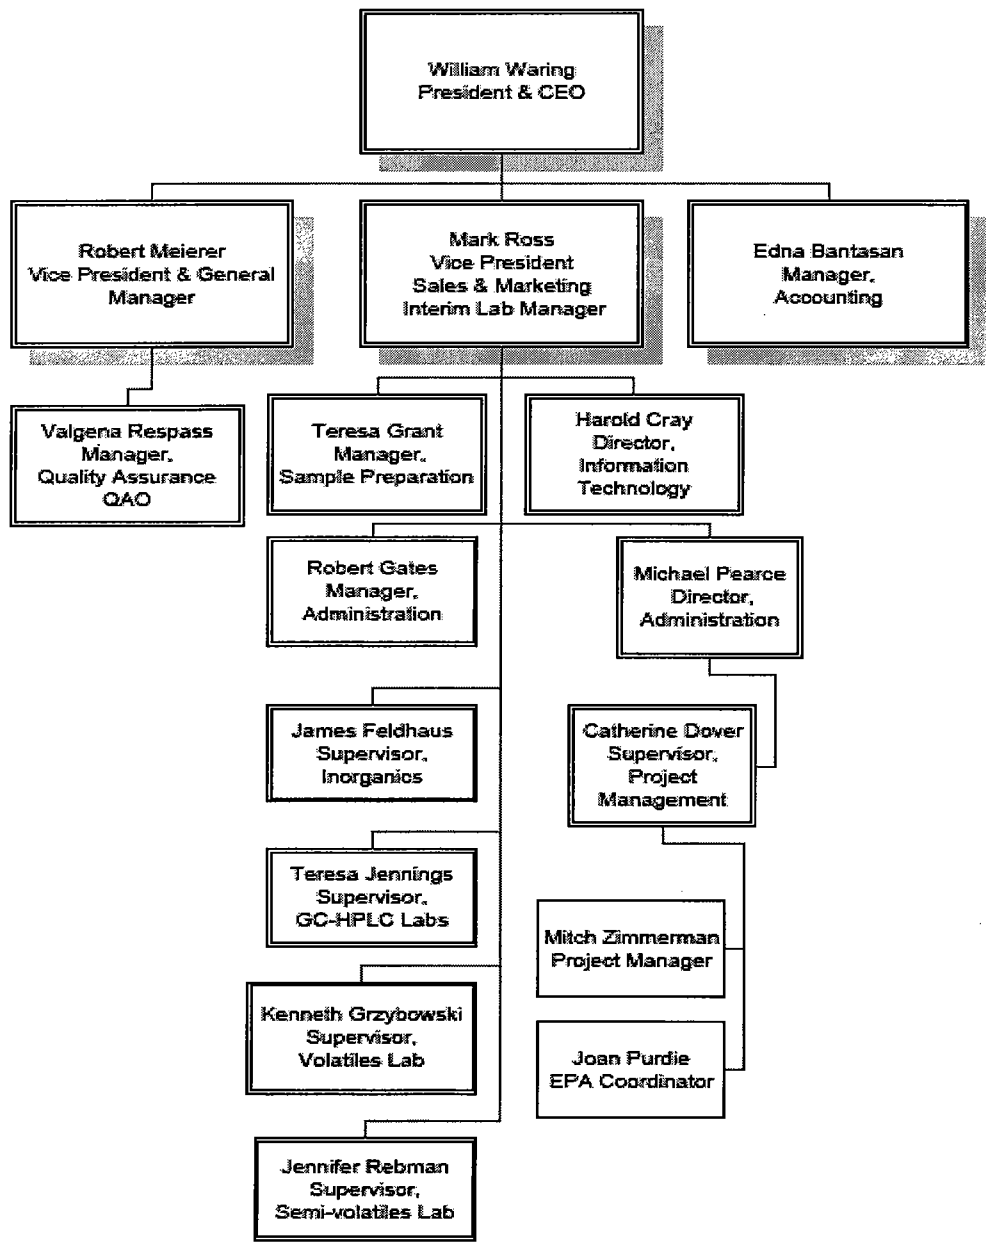 William Waring
President & CEO
Robert Meierer
Vice President & General
Manager
Mark Ross
Vice President
Sales & Marketing
Interim Lab Manager
Edna Bantasan
Manager,
Accounting
Valgena Respass
Manager,
Quality Assurance
QAO
Teresa Grant
Manager,
Sample Preparation
Harold Cray
Director,
Information
Technology
Robert Gates
Manager,
Administration
Michael Pearce
Director,
Administration
James Feldhaus
Supervisor,
Inorganics
Catherine Dover
Supervisor,
Project
Management
Teresa Jennings
Supervisor,
GC-HPLC Labs
Mitch Zimmerman
Project Manager
Kenneth Grzybowski
Supervisor,
Volatiles Lab
Joan Purdie
EPA Coordinator
Jennifer Rebman
Supervisor,
Semi-volatiles Lab